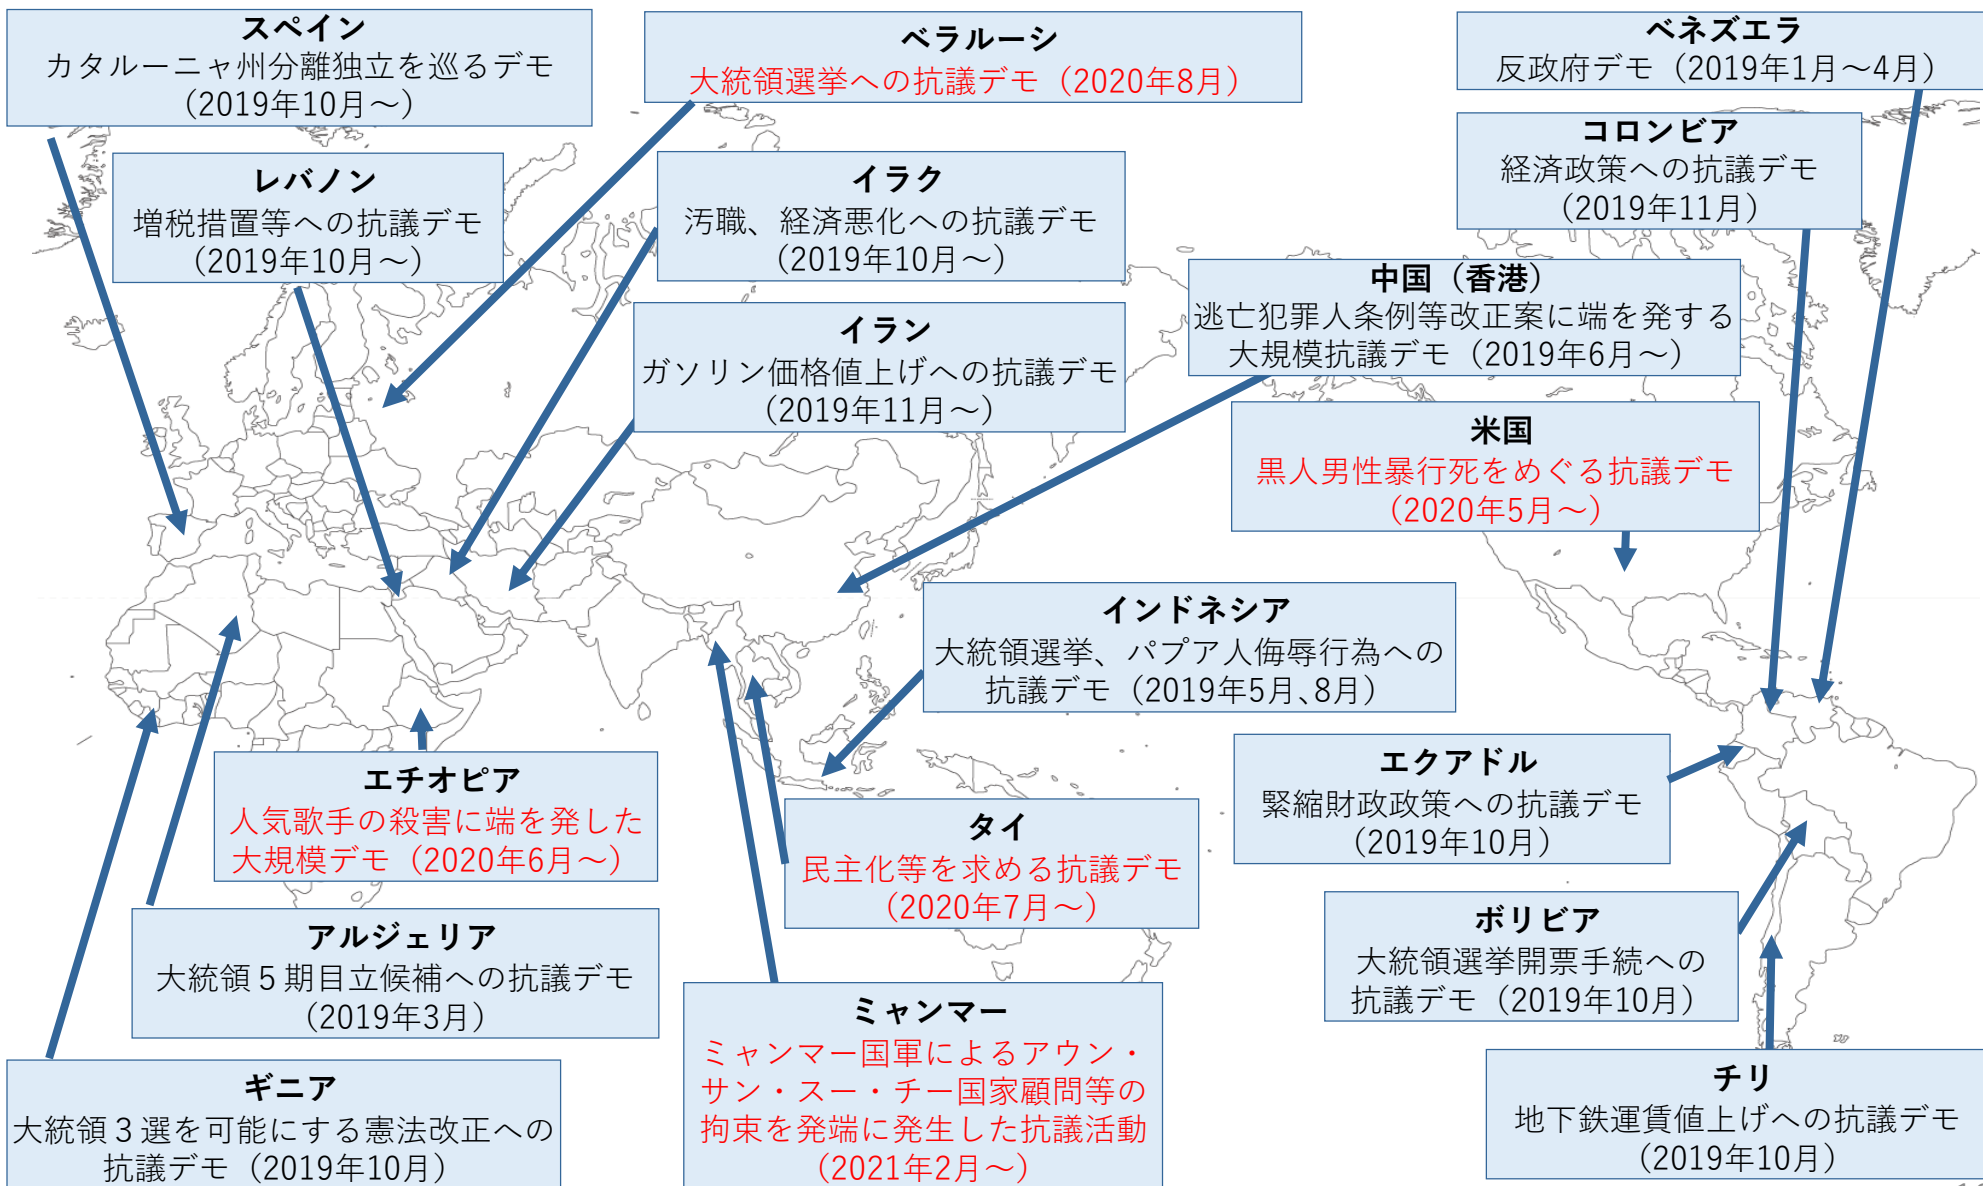 スペイン
カタルーニャ州分離独立を巡るデモ
（2019年10月～）
ベラルーシ
大統領選挙への抗議デモ（2020年8月）
ベネズエラ
反政府デモ（2019年1月～4月）
コロンビア
経済政策への抗議デモ
（2019年11月）
レバノン
増税措置等への抗議デモ
（2019年10月～）
イラク
汚職、経済悪化への抗議デモ
（2019年10月～）
中国（香港）
逃亡犯罪人条例等改正案に端を発する
大規模抗議デモ（2019年6月～）
イラン
ガソリン価格値上げへの抗議デモ
（2019年11月～）
米国
黒人男性暴行死をめぐる抗議デモ
（2020年5月～）
インドネシア
大統領選挙、パプア人侮辱行為への
抗議デモ（2019年5月、8月）
エチオピア
人気歌手の殺害に端を発した
大規模デモ（2020年6月～）
タイ
民主化等を求める抗議デモ
（2020年7月～）
エクアドル
緊縮財政政策への抗議デモ
（2019年10月）
アルジェリア
大統領５期目立候補への抗議デモ
（2019年3月）
ボリビア
大統領選挙開票手続への
抗議デモ（2019年10月）
ミャンマー
ミャンマー国軍によるアウン・
サン・スー・チー国家顧問等の
拘束を発端に発生した抗議活動
（2021年2月～）
ギニア
大統領３選を可能にする憲法改正への
抗議デモ（2019年10月）
チリ
地下鉄運賃値上げへの抗議デモ
（2019年10月）